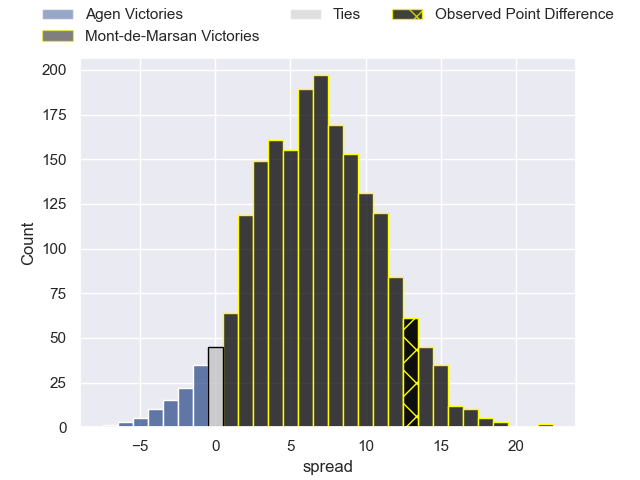 Agen Victories
Mont-de-Marsan Victories
Ties
Observed Point Difference
200
175
150
125
100
75
50
25
0
Count
−5
0
5
10
15
20
spread